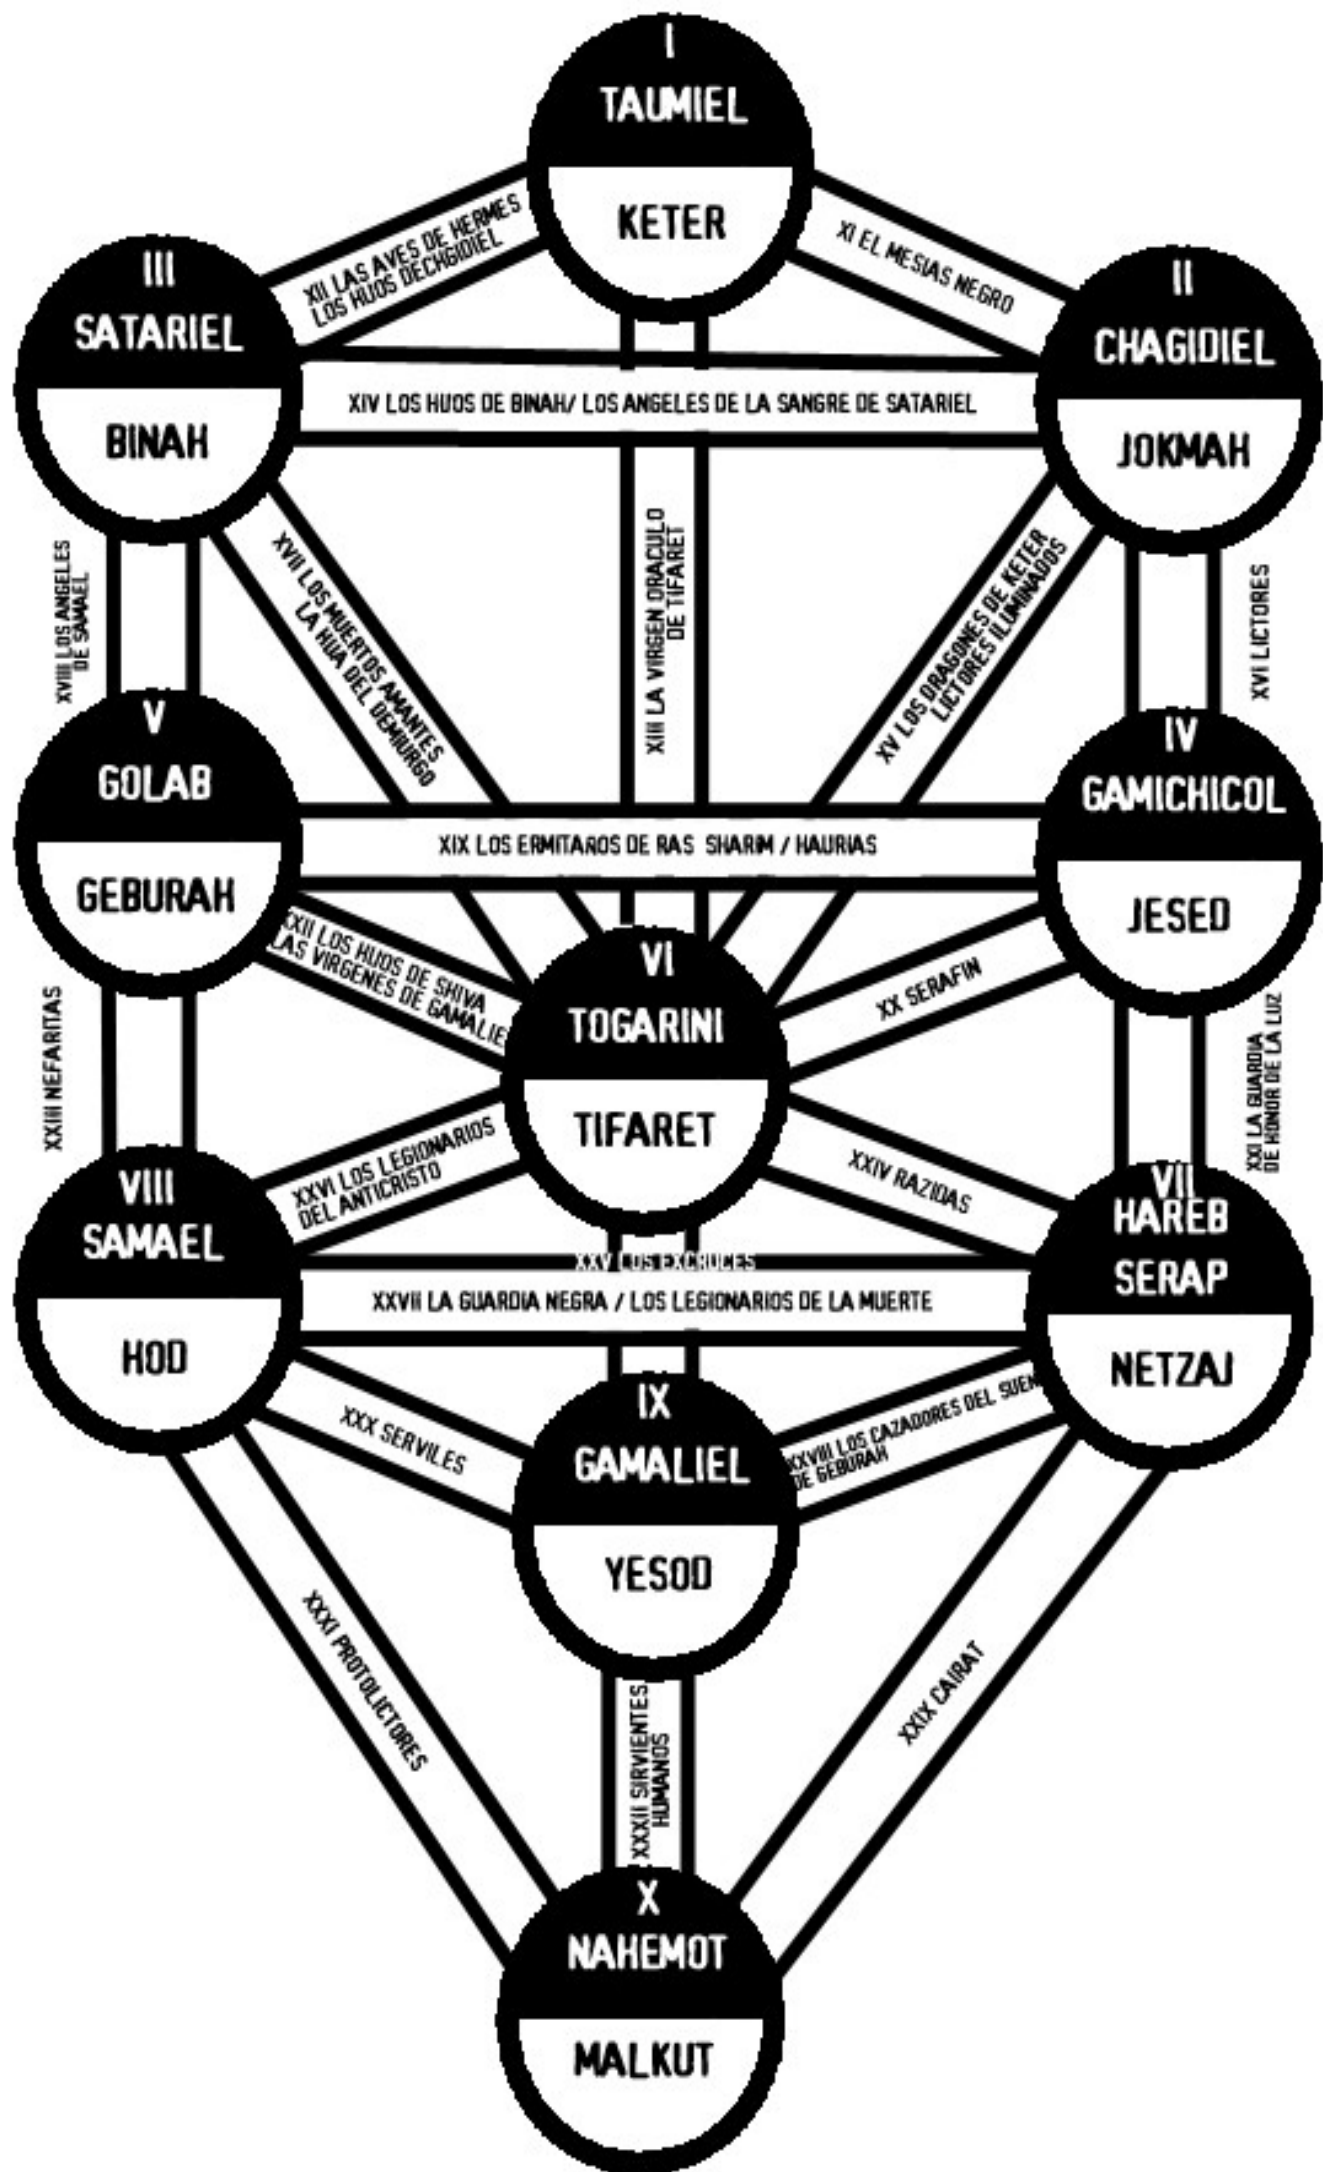 I
TAUMIEL
KETER
XII LAS AVES DE HERMES
LOS HIJOS DECHGIDIEL
XI EL MESIAS NEGRO
III
SATARIEL
BINAH
II
CHAGIDIEL
JOKMAH
XIV LOS HIJOS DE BINAH/ LOS ANGELES DE LA SANGRE DE SATARIEL
XVIII LOS ANGELES
DE SAMAEL
XVII LOS MUERTOS AMANTES
LA HIJA DEL DEMIURGO
XIII LA VIRGEN ORACULO
DE TIFARET
XV LOS DRAGONES DE KETER
LICTORES ILUMINADOS
XVI LICTORES
V
GOLAB
GEBURAH
IV
GAMICHICOL
JESED
XIX LOS ERMITAÑOS DE RAS SHARIM / HAURIAS
XXII LOS HIJOS DE SHIVA
LAS VIRGENES DE GAMALIE
VI
TOGARINI
TIFARET
XX SERAFIN
XXIII NEFARITAS
XXI LA GUARDIA
DE HONOR DE LA LUZ
XXVI LOS LEGIONARIOS
DEL ANTICRISTO
XXIV RAZIDAS
VIII
SAMAEL
HOD
VII
HAREB
SERAP
NETZAJ
XXV LOS EXCRUCES
XXVII LA GUARDIA NEGRA / LOS LEGIONARIOS DE LA MUERTE
XXX SERVILES
IX
GAMALIEL
YESOD
XXVIII LOS CAZADORES DEL SUEÑ
DE GEBURAH
XXXI PROTOLICTORES
XXXII SIRVIENTES
HUMANOS
XXIX CAIRAT
X
NAHEMOT
MALKUT